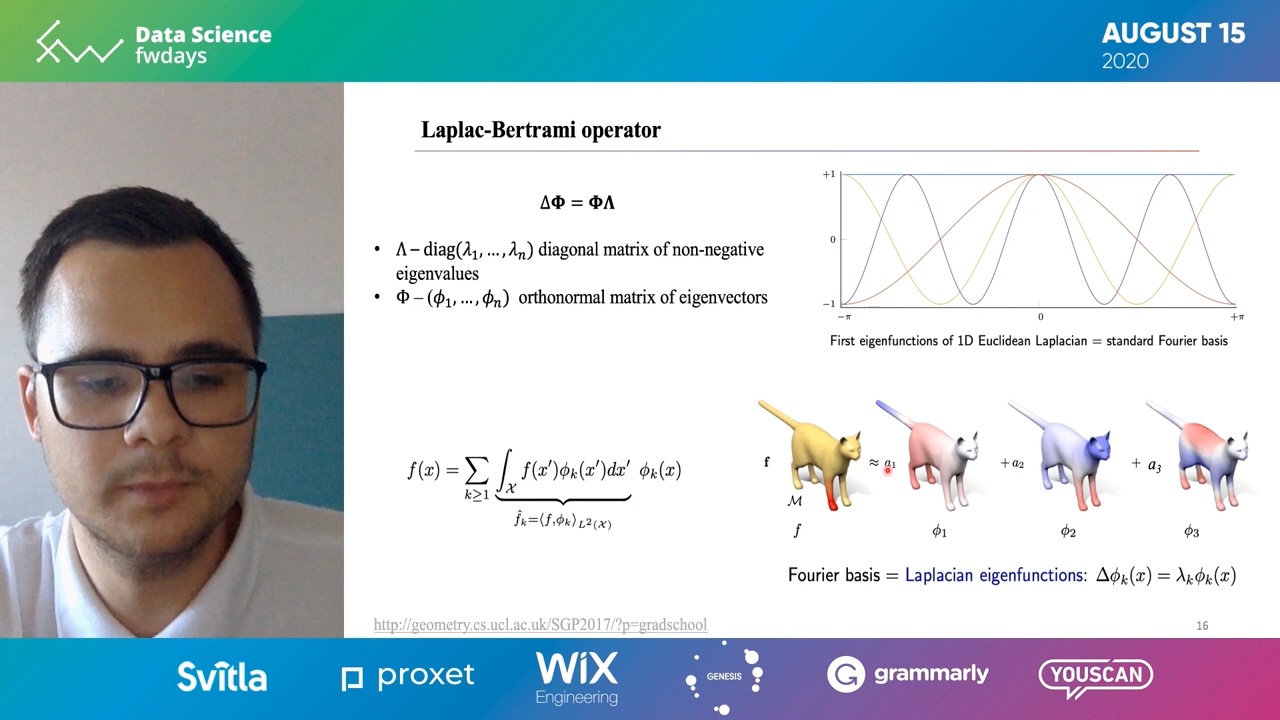 Data Science
fwdays
AUGUST 15
2020
Laplac-Bertrami operator
ΔΦ = ΦΛ
• Λ – diag(λ₁, …, λₙ) diagonal matrix of non-negative
eigenvalues
• Φ – (ϕ₁, …, ϕₙ) orthonormal matrix of eigenvectors
+1
0
−1
−π
0
+π
First eigenfunctions of 1D Euclidean Laplacian = standard Fourier basis
f(x) = ∑_{k≥1} ∫_𝒳 f(x′)ϕₖ(x′)dx′ ϕₖ(x)
f̂ₖ=⟨f,ϕₖ⟩_{L²(𝒳)}
f ≈ a₁ + a₂ + a₃
ℳ
f ϕ₁ ϕ₂ ϕ₃
Fourier basis = Laplacian eigenfunctions: Δϕₖ(x) = λₖϕₖ(x)
http://geometry.cs.ucl.ac.uk/SGP2017/?p=gradschool
16
Svitla
proxet
WiX
Engineering
GENESIS
G grammarly
YOUSCAN